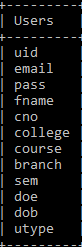 +--------
| Users
+--------
| uid
| email
| pass
| fname
| cno
| college
| course
| branch
| sem
| doe
| dob
| utype
+--------